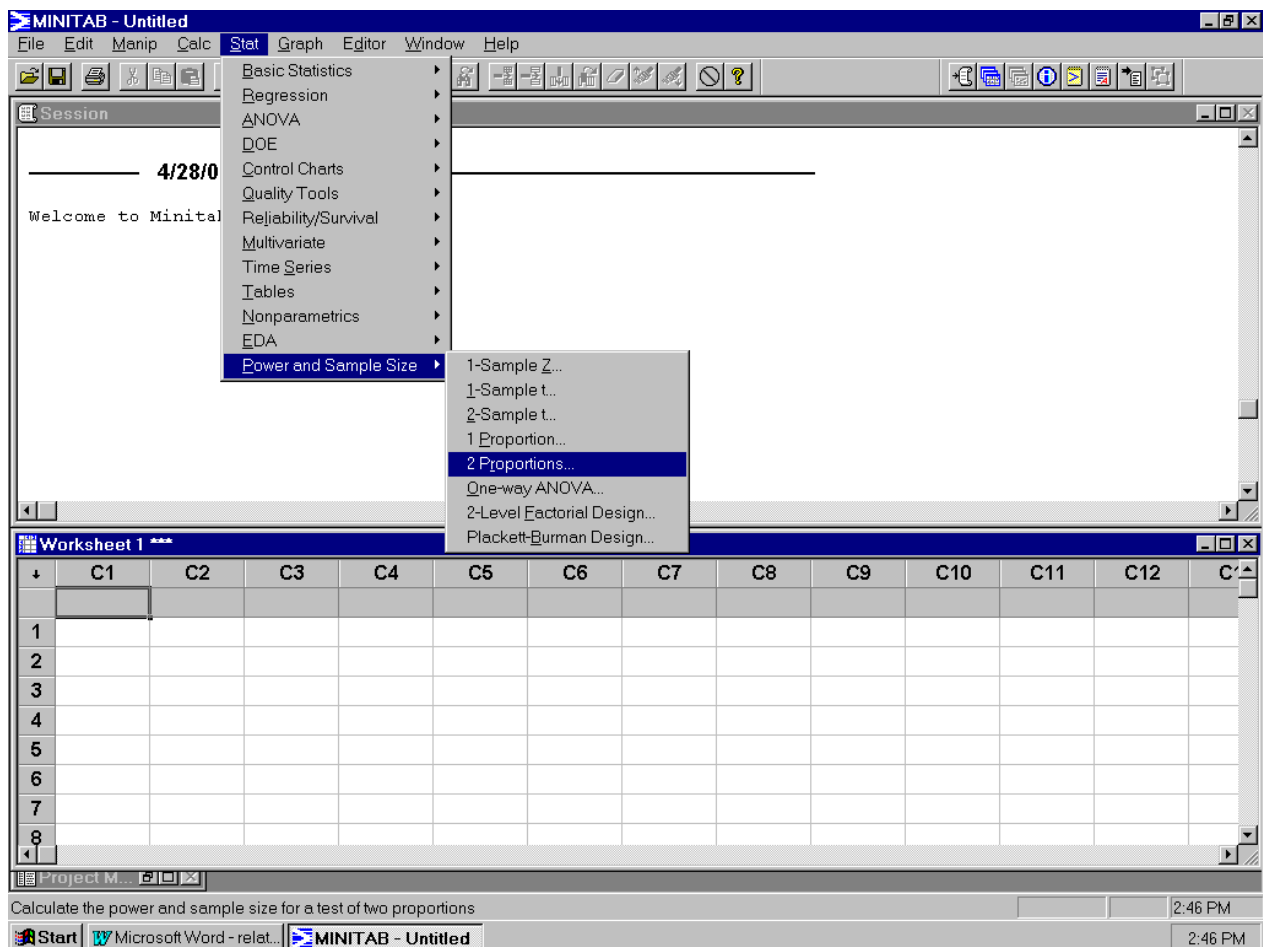 MINITAB - Untitled
File Edit Manip Calc Stat Graph Editor Window Help
Session
4/28/0
Welcome to Minita
Basic Statistics
Regression
ANOVA
DOE
Control Charts
Quality Tools
Reliability/Survival
Multivariate
Time Series
Tables
Nonparametrics
EDA
Power and Sample Size
1-Sample Z...
1-Sample t...
2-Sample t...
1 Proportion...
2 Proportions...
One-way ANOVA...
2-Level Factorial Design...
Plackett-Burman Design...
Worksheet 1 ***
C1 C2 C3 C4 C5 C6 C7 C8 C9 C10 C11 C12
1
2
3
4
5
6
7
8
Project M...
Calculate the power and sample size for a test of two proportions 2:46 PM
Start Microsoft Word - relat... MINITAB - Untitled 2:46 PM